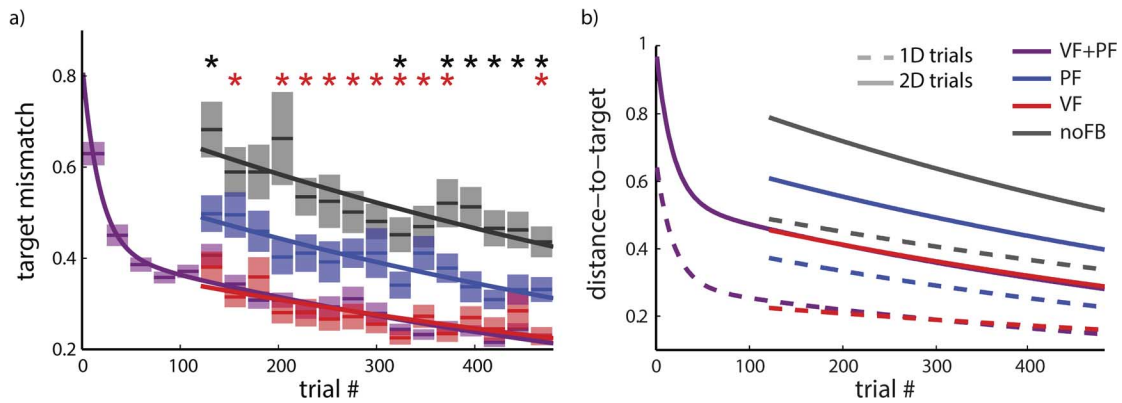 a)
target mismatch
0.8
0.6
0.4
0.2
0
100
200
300
400
trial #
* * * * * * *
* * * * * * * * * *
b)
distance-to-target
1
0.8
0.6
0.4
0.2
0
100
200
300
400
trial #
1D trials
2D trials
VF+PF
PF
VF
noFB